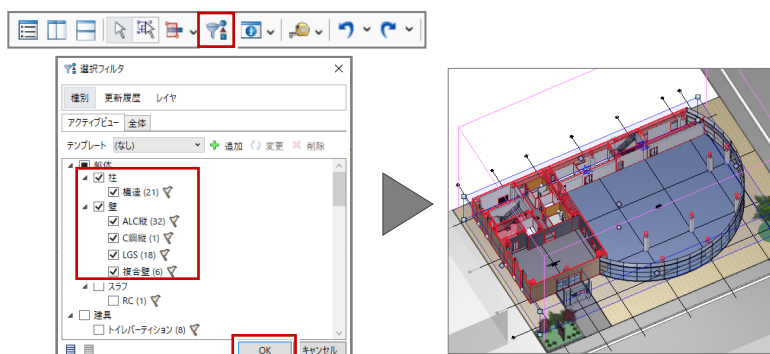 選択フィルタ
種別 更新履歴 レイヤ
アクティブビュー 全体
テンプレート (なし) 追加 変更 削除
躯体
柱
構造 (21)
壁
ALC縦 (32)
C鋼縦 (1)
LGS (18)
複合壁 (6)
スラブ
RC (1)
建具
トイレパーティション (8)
OK キャンセル